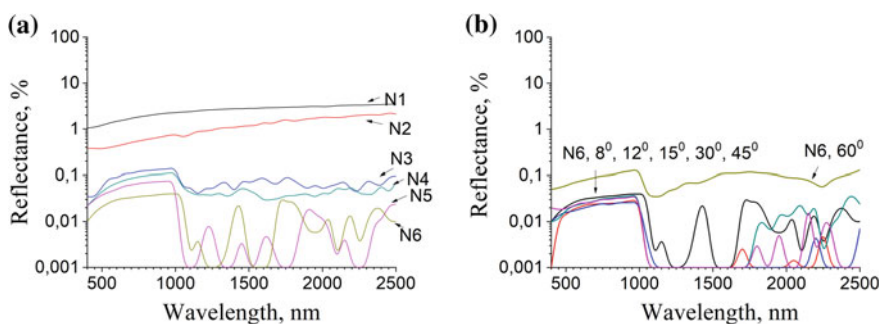 (a)
Reflectance, %
100
10
1
0,1
0,01
0,001
N1
N2
N3
N4
N5
N6
500 1000 1500 2000 2500
Wavelength, nm
(b)
Reflectance, %
100
10
1
0,1
0,01
0,001
N6, 8⁰, 12⁰, 15⁰, 30⁰, 45⁰
N6, 60⁰
500 1000 1500 2000 2500
Wavelength, nm